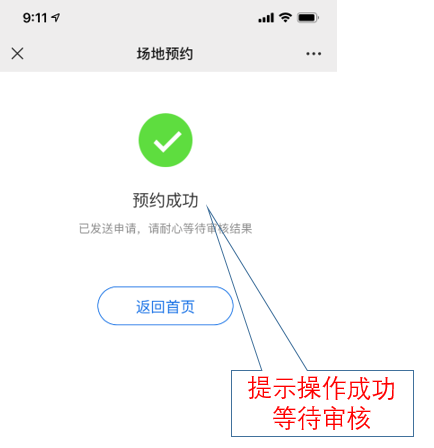 9:11
场地预约
预约成功
已发送申请，请耐心等待审核结果
返回首页
提示操作成功
等待审核